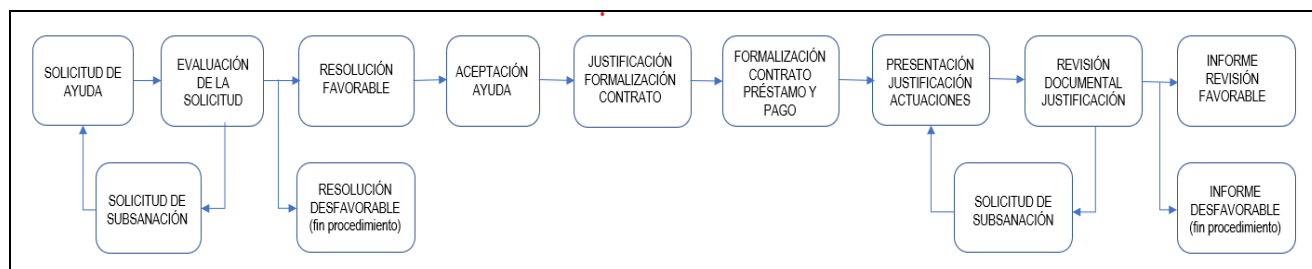 SOLICITUD DE
AYUDA
EVALUACIÓN
DE LA
SOLICITUD
RESOLUCIÓN
FAVORABLE
ACEPTACIÓN
AYUDA
JUSTIFICACIÓN
FORMALIZACIÓN
CONTRATO
FORMALIZACIÓN
CONTRATO
PRÉSTAMO Y
PAGO
PRESENTACIÓN
JUSTIFICACIÓN
ACTUACIONES
REVISIÓN
DOCUMENTAL
JUSTIFICACIÓN
INFORME
REVISIÓN
FAVORABLE
SOLICITUD DE
SUBSANACIÓN
RESOLUCIÓN
DESFAVORABLE
(fin procedimiento)
SOLICITUD DE
SUBSANACIÓN
INFORME
DESFAVORABLE
(fin procedimiento)